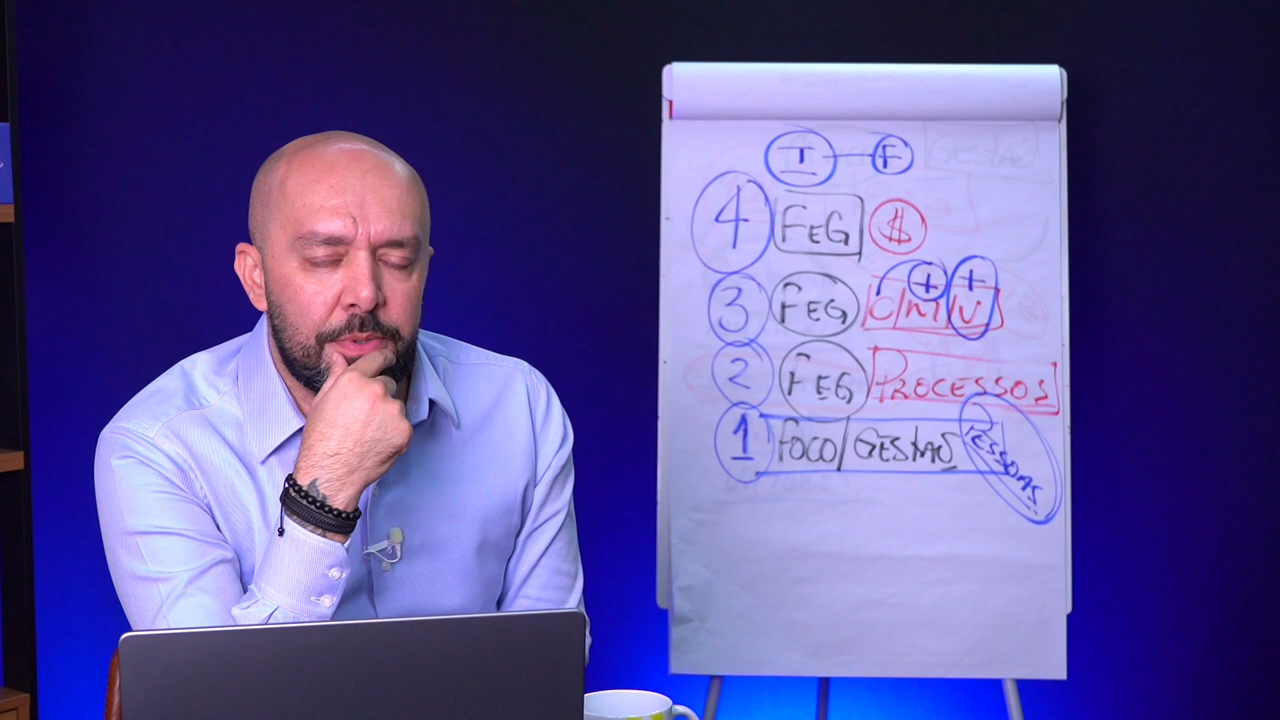 I F
4 FeG $
3 FEG C/M/V + +
2 FEG PROCESSOS
1 FOCO/GESTÃO PESSOAS